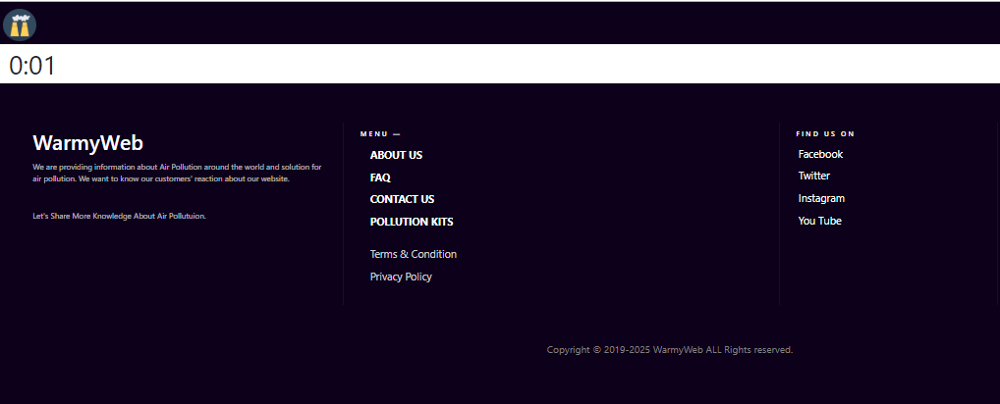 0:01
WarmyWeb
We are providing information about Air Pollution around the world and solution for
air pollution. We want to know our customers' reaction about our website.
Let's Share More Knowledge About Air Pollutuion.
MENU —
ABOUT US
FAQ
CONTACT US
POLLUTION KITS
Terms & Condition
Privacy Policy
FIND US ON
Facebook
Twitter
Instagram
You Tube
Copyright © 2019-2025 WarmyWeb ALL Rights reserved.